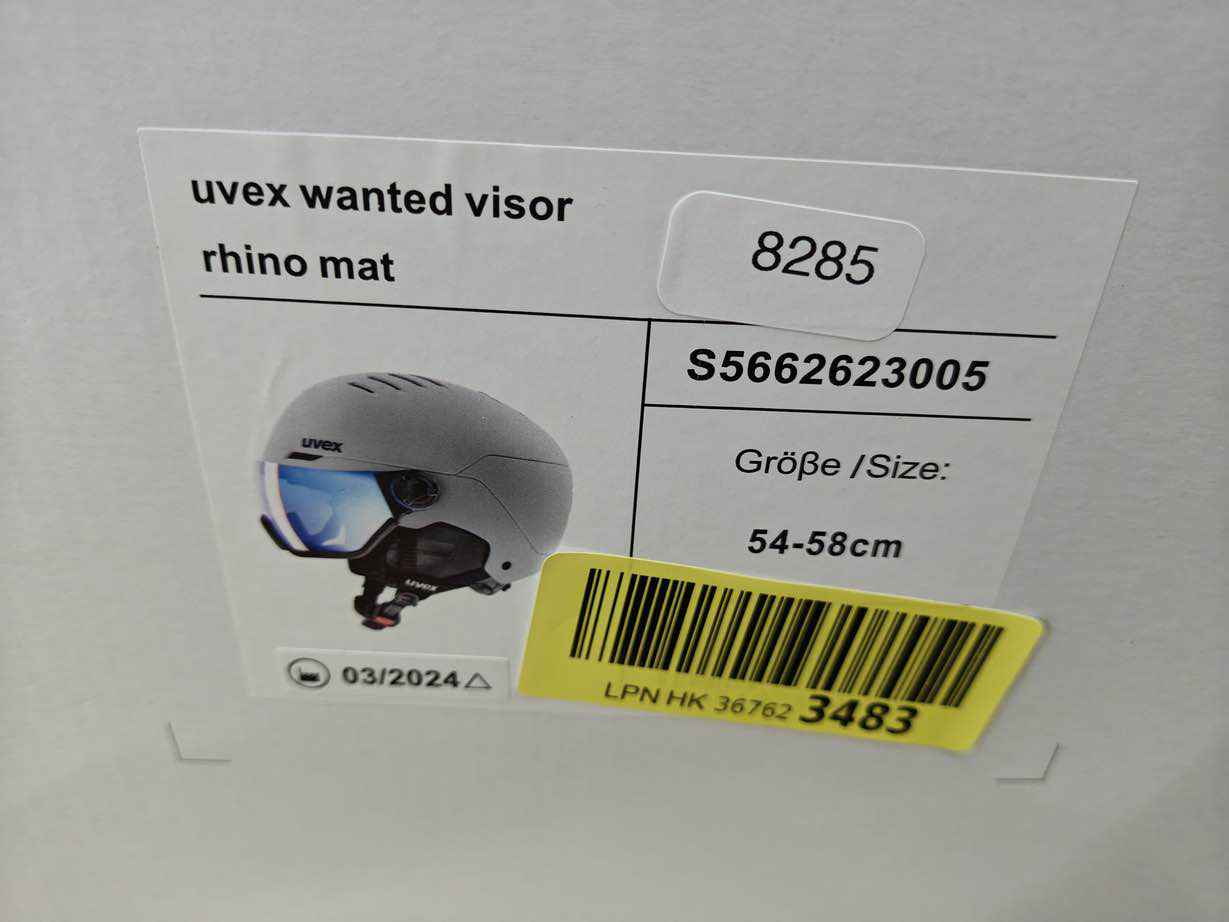 uvex wanted visor
rhino mat
8285
S5662623005
Größe /Size:
54-58cm
uvex
uvex
03/2024
LPN HK 36762 3483